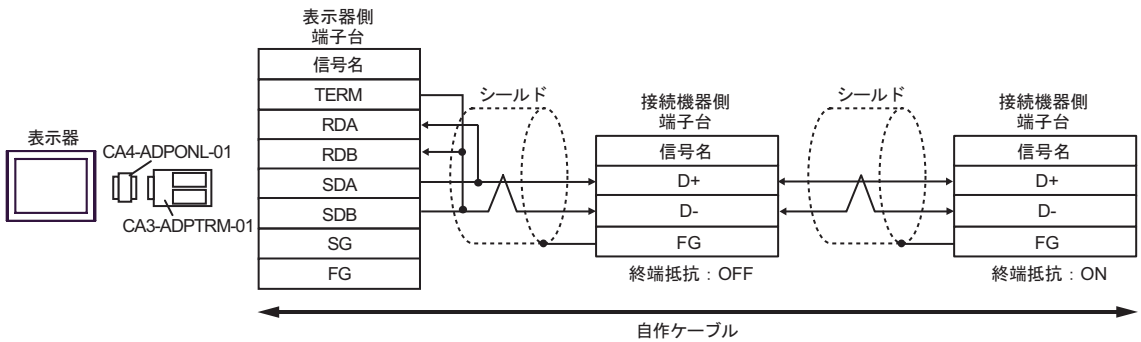 表示器
CA4-ADPONL-01
CA3-ADPTRM-01
表示器側
端子台
信号名
TERM
RDA
RDB
SDA
SDB
SG
FG
シールド
接続機器側
端子台
信号名
D+
D-
FG
終端抵抗：OFF
シールド
接続機器側
端子台
信号名
D+
D-
FG
終端抵抗：ON
自作ケーブル